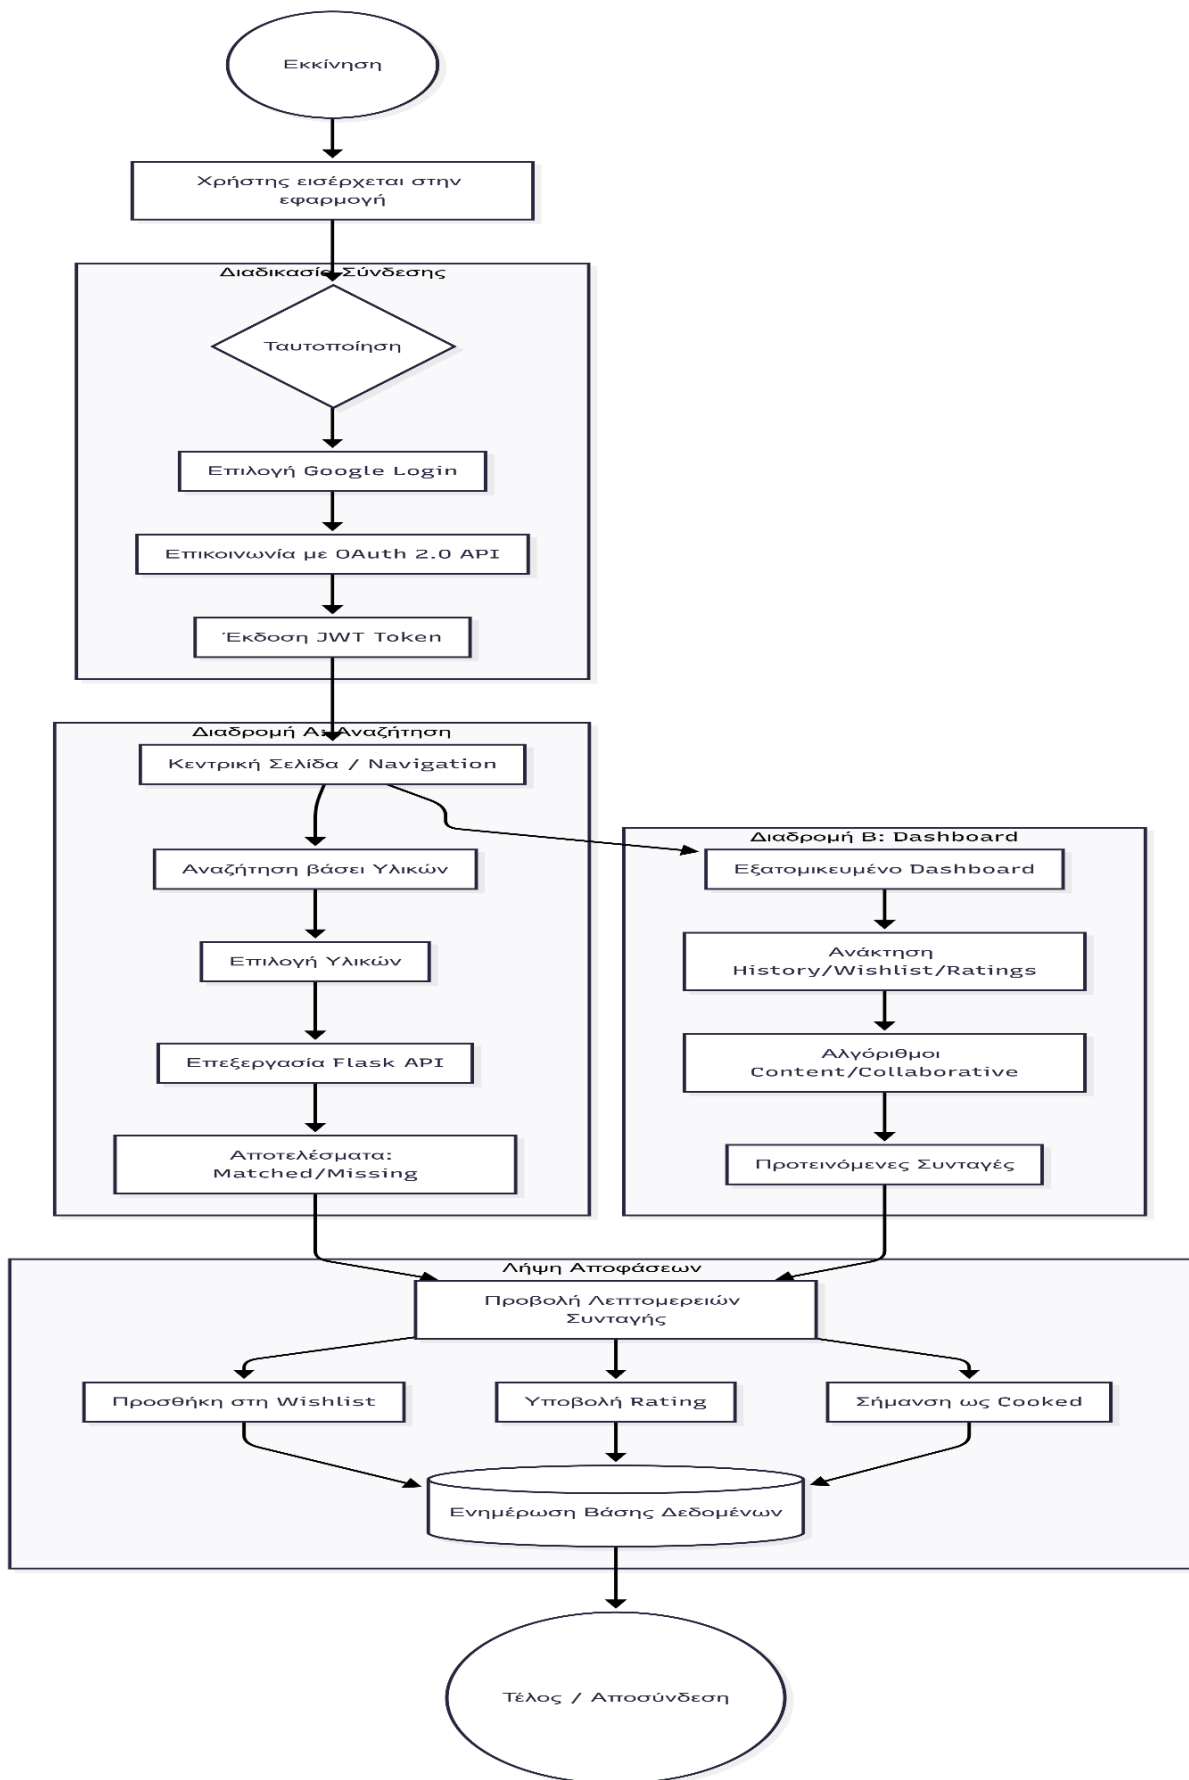 Εκκίνηση
Χρήστης εισέρχεται στην
εφαρμογή
Διαδικασία Σύνδεσης
Ταυτοποίηση
Επιλογή Google Login
Επικοινωνία με OAuth 2.0 API
Έκδοση JWT Token
Διαδρομή Α: Αναζήτηση
Κεντρική Σελίδα / Navigation
Αναζήτηση βάσει Υλικών
Επιλογή Υλικών
Επεξεργασία Flask API
Αποτελέσματα:
Matched/Missing
Διαδρομή Β: Dashboard
Εξατομικευμένο Dashboard
Ανάκτηση
History/Wishlist/Ratings
Αλγόριθμοι
Content/Collaborative
Προτεινόμενες Συνταγές
Λήψη Αποφάσεων
Προβολή Λεπτομερειών
Συνταγής
Προσθήκη στη Wishlist
Υποβολή Rating
Σήμανση ως Cooked
Ενημέρωση Βάσης Δεδομένων
Τέλος / Αποσύνδεση